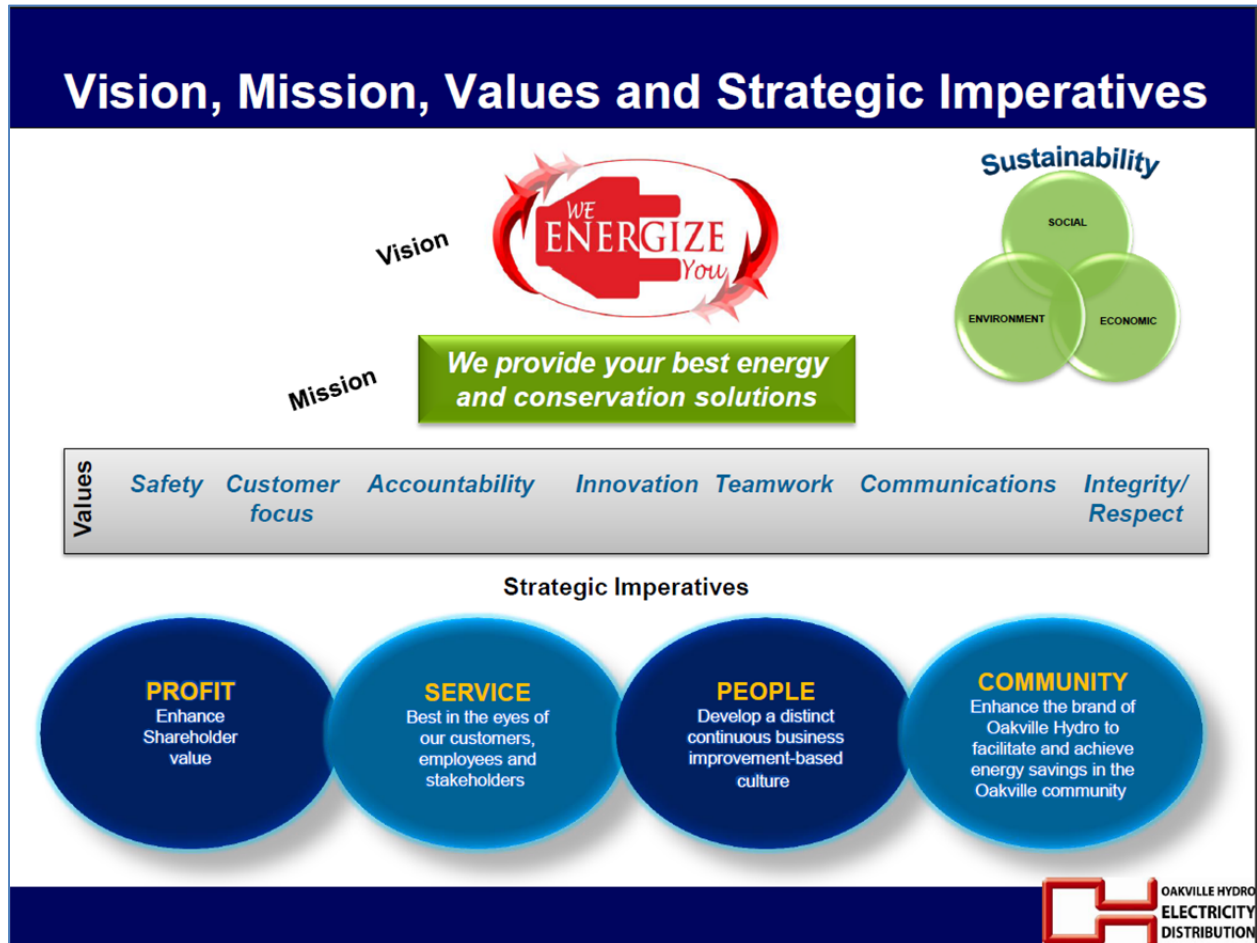 Vision, Mission, Values and Strategic Imperatives
Vision
WE
ENERGIZE
You
Sustainability
SOCIAL
ENVIRONMENT
ECONOMIC
Mission
We provide your best energy
and conservation solutions
Values
Safety
Customer
focus
Accountability
Innovation
Teamwork
Communications
Integrity/
Respect
Strategic Imperatives
PROFIT
Enhance
Shareholder
value
SERVICE
Best in the eyes of
our customers,
employees and
stakeholders
PEOPLE
Develop a distinct
continuous business
improvement-based
culture
COMMUNITY
Enhance the brand of
Oakville Hydro to
facilitate and achieve
energy savings in the
Oakville community
OAKVILLE HYDRO
ELECTRICITY
DISTRIBUTION